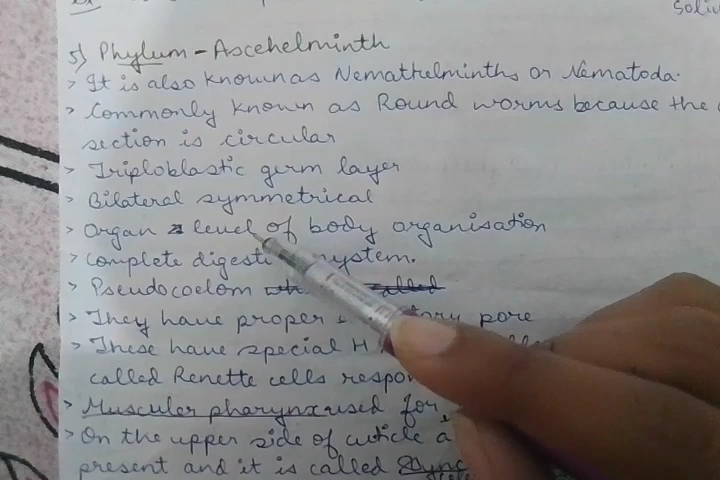 5) Phylum - Ascehelminth
> It is also known as Nemathelminths or Nematoda.
> Commonly known as Round worms because the
section is circular
> Triploblastic germ layer
> Bilateral symmetrical
> Organ level of body organisation
> Complete digesti ystem.
> Pseudocoelom
> They have proper pore
> These have special H
called Renette cells respon
> Musculer pharynx used for
> On the upper side of cuticle a
present and it is called Sync